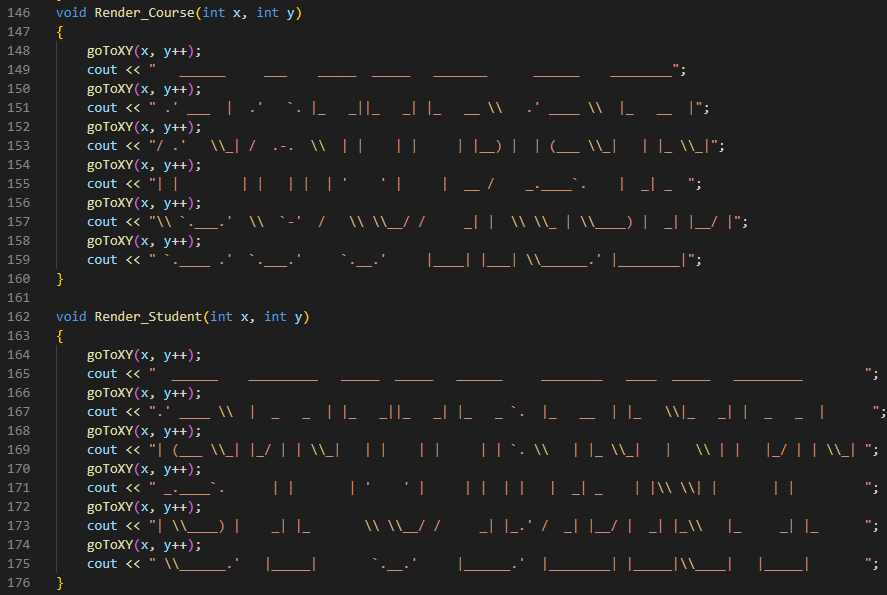 146 void Render_Course(int x, int y)
147 {
148     goToXY(x, y++);
149     cout << "   ______     ___    _____  _____   _______      ______    ________";
150     goToXY(x, y++);
151     cout << " .' ___  |  .'   `. |_   _||_   _| |_   __ \\   .' ____ \\  |_   __  |";
152     goToXY(x, y++);
153     cout << "/ .'   \\_| /  .-.  \\  | |    | |     | |__) |  | (___ \\_|   | |_ \\_|";
154     goToXY(x, y++);
155     cout << "| |        | |   | |  | '    ' |     |  __ /    _.____`.    |  _| _  ";
156     goToXY(x, y++);
157     cout << "\\ `.___.'  \\  `-'  /   \\ \\__/ /     _| |  \\ \\_ | \\____) |  _| |__/ |";
158     goToXY(x, y++);
159     cout << " `.____ .'  `.___.'     `.__.'     |____| |___| \\______.' |________|";
160 }
161
162 void Render_Student(int x, int y)
163 {
164     goToXY(x, y++);
165     cout << "  ______    _________   _____  _____   ______     ________   ____  _____   _________        ";
166     goToXY(x, y++);
167     cout << ".' ____ \\  |  _   _  | |_   _||_   _| |_   _ `.  |_   __  | |_   \\|_   _| |  _   _  |      ";
168     goToXY(x, y++);
169     cout << "| (___ \\_| |_/ | | \\_|   | |    | |     | | `. \\   | |_ \\_|   |   \\ | |   |_/ | | \\_| ";
170     goToXY(x, y++);
171     cout << " _.____`.      | |       | '    ' |     | |  | |   |  _| _    | |\\ \\| |       | |         ";
172     goToXY(x, y++);
173     cout << "| \\____) |    _| |_       \\ \\__/ /     _| |_.' /  _| |__/ |  _| |_\\   |_     _| |_      ";
174     goToXY(x, y++);
175     cout << " \\______.'   |_____|       `.__.'     |______.'  |________| |_____|\\____|   |_____|       ";
176 }